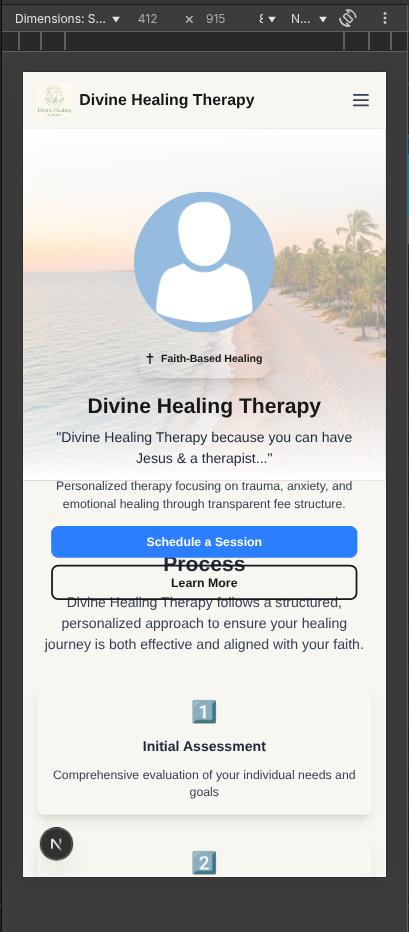 Dimensions: S...
412
×
915
N...
Divine Healing
THERAPY
Divine Healing Therapy
✝ Faith-Based Healing
Divine Healing Therapy
"Divine Healing Therapy because you can have
Jesus & a therapist..."
Personalized therapy focusing on trauma, anxiety, and
emotional healing through transparent fee structure.
Schedule a Session
Process
Learn More
Divine Healing Therapy follows a structured,
personalized approach to ensure your healing
journey is both effective and aligned with your faith.
1
Initial Assessment
Comprehensive evaluation of your individual needs and
goals
N
2